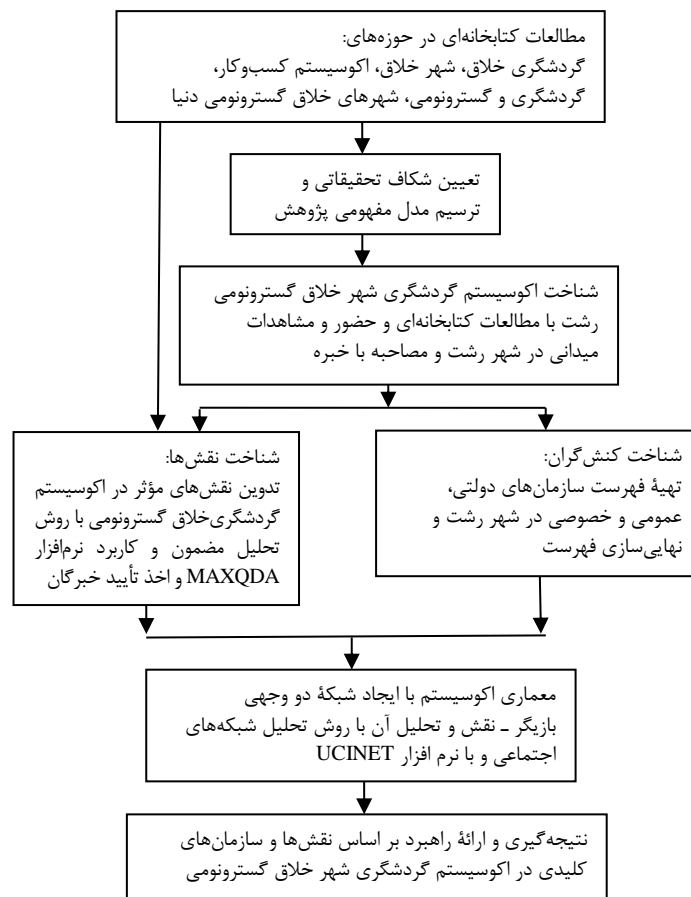 مطالعات کتابخانه‌ای در حوزه‌های:
گردشگری خلاق، شهر خلاق، اکوسیستم کسب‌وکار،
گردشگری و گسترونومی، شهرهای خلاق گسترونومی دنیا
تعیین شکاف تحقیقاتی و
ترسیم مدل مفهومی پژوهش
شناخت اکوسیستم گردشگری شهر خلاق گسترونومی
رشت با مطالعات کتابخانه‌ای و حضور و مشاهدات
میدانی در شهر رشت و مصاحبه با خبره
شناخت کنش‌گران:
تهیۀ فهرست سازمان‌های دولتی،
عمومی و خصوصی در شهر رشت و
نهایی‌سازی فهرست
شناخت نقش‌ها:
تدوین نقش‌های مؤثر در اکوسیستم
گردشگری‌خلاق گسترونومی با روش
تحلیل مضمون و کاربرد نرم‌افزار
MAXQDA و اخذ تأیید خبرگان
معماری اکوسیستم با ایجاد شبکۀ دو وجهی
بازیگر ـ نقش و تحلیل آن با روش تحلیل شبکه‌های
اجتماعی و با نرم افزار UCINET
نتیجه‌گیری و ارائۀ راهبرد بر اساس نقش‌ها و سازمان‌های
کلیدی در اکوسیستم گردشگری شهر خلاق گسترونومی